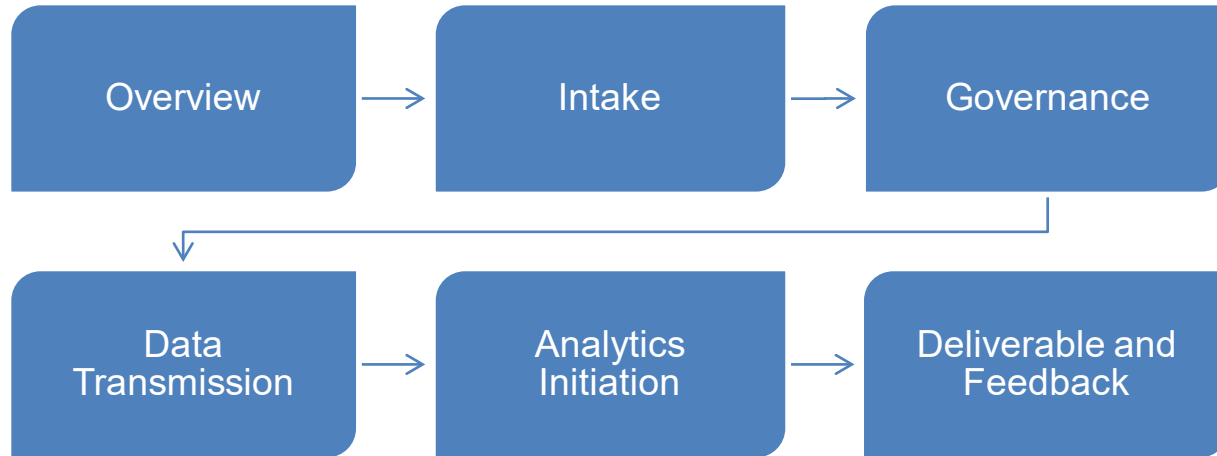 Overview
Intake
Governance
Data
Transmission
Analytics
Initiation
Deliverable and
Feedback